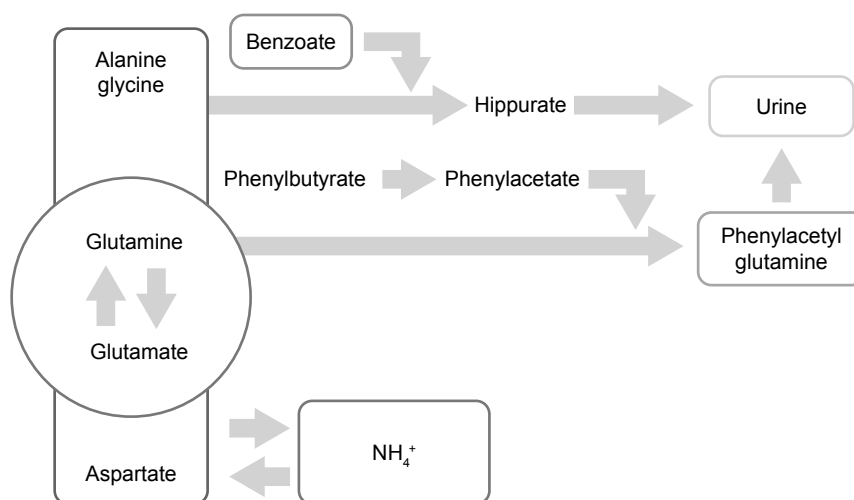 Benzoate
Alanine
glycine
Hippurate
Urine
Phenylbutyrate
Phenylacetate
Glutamine
Phenylacetyl
glutamine
Glutamate
NH₄⁺
Aspartate